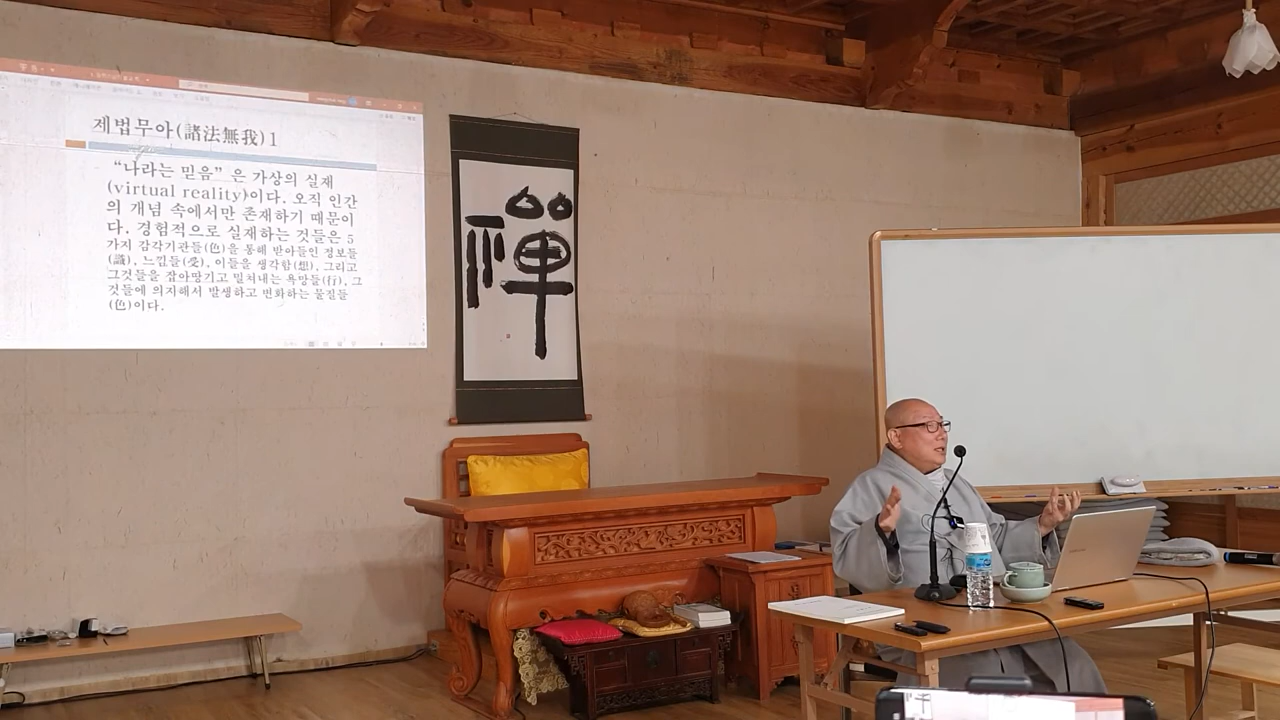 제법무아(諸法無我)1
“나라는 믿음” 은 가상의 실재
(virtual reality)이다. 오직 인간
의 개념 속에서만 존재하기 때문이
다. 경험적으로 실재하는 것들은 5
가지 감각기관들(色)을 통해 받아들인 정보들
(識), 느낌들(受), 이들을 생각함(想), 그리고
그것들을 잡아땅기고 밀쳐내는 욕망들(行), 그
것들에 의지해서 발생하고 변화하는 물질들
(色)이다.
禪